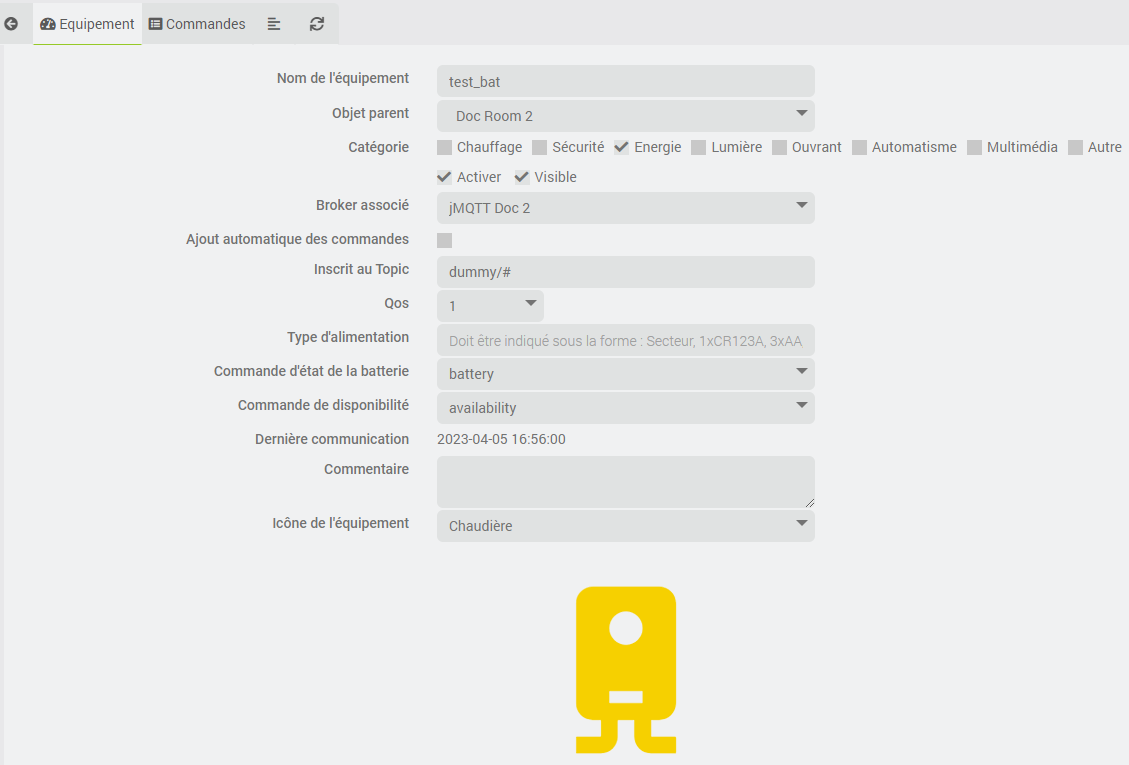 Equipement Commandes
Nom de l'équipement test_bat
Objet parent Doc Room 2
Catégorie Chauffage Sécurité Energie Lumière Ouvrant Automatisme Multimédia Autre
Activer Visible
Broker associé jMQTT Doc 2
Ajout automatique des commandes
Inscrit au Topic dummy/#
Qos 1
Type d'alimentation Doit être indiqué sous la forme : Secteur, 1xCR123A, 3xAA
Commande d'état de la batterie battery
Commande de disponibilité availability
Dernière communication 2023-04-05 16:56:00
Commentaire
Icône de l'équipement Chaudière